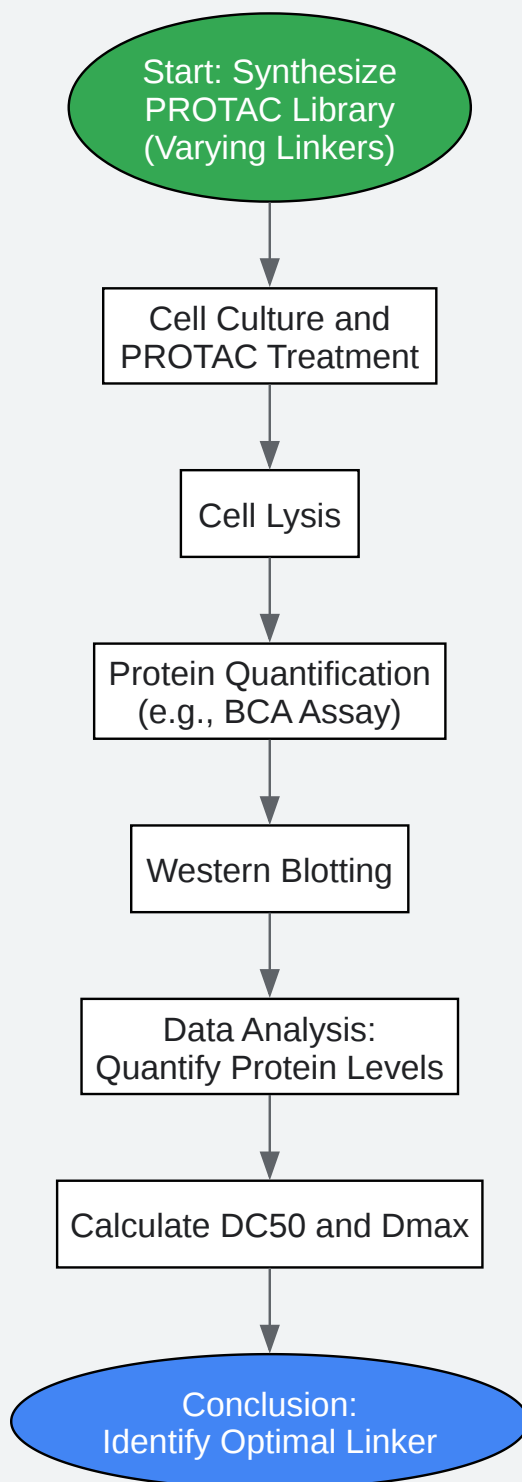 Start: Synthesize
PROTAC Library
(Varying Linkers)
Cell Culture and
PROTAC Treatment
Cell Lysis
Protein Quantification
(e.g., BCA Assay)
Western Blotting
Data Analysis:
Quantify Protein Levels
Calculate DC50 and Dmax
Conclusion:
Identify Optimal Linker